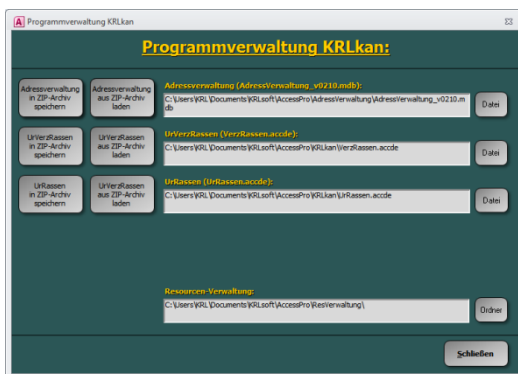 Programmverwaltung KRLkan
Programmverwaltung KRLkan:
Adressverwaltung
in ZIP-Archiv
speichern
Adressverwaltung
aus ZIP-Archiv
laden
Adressverwaltung (AdressVerwaltung_v0210.mdb):
C:\Users\KRL\Documents\KRLsoft\AccessPro\AdressVerwaltung\AdressVerwaltung_v0210.m
db
Datei
UrVerzRassen
in ZIP-Archiv
speichern
UrVerzRassen
aus ZIP-Archiv
laden
UrVerzRassen (VerzRassen.accde):
C:\Users\KRL\Documents\KRLsoft\AccessPro\KRLkan\VerzRassen.accde
Datei
UrRassen
in ZIP-Archiv
speichern
UrVerzRassen
aus ZIP-Archiv
laden
UrRassen (UrRassen.accde):
C:\Users\KRL\Documents\KRLsoft\AccessPro\KRLkan\UrRassen.accde
Datei
Resourcen-Verwaltung:
C:\Users\KRL\Documents\KRLsoft\AccessPro\ResVerwaltung\
Ordner
Schließen